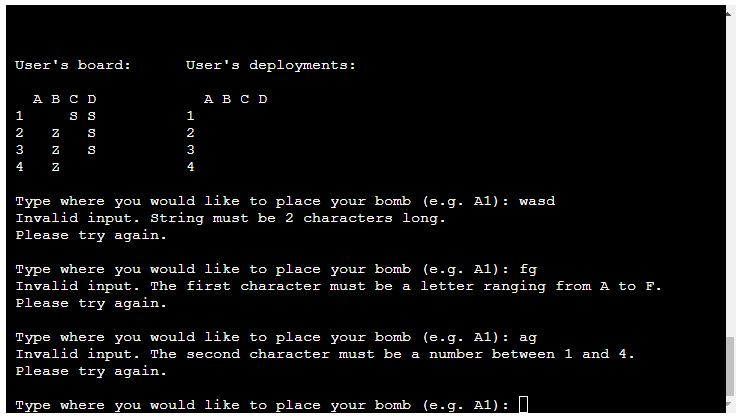 User's board:      User's deployments:
  A B C D            A B C D
1     S S          1
2   Z   S          2
3   Z   S          3
4   Z              4
Type where you would like to place your bomb (e.g. A1): wasd
Invalid input. String must be 2 characters long.
Please try again.
Type where you would like to place your bomb (e.g. A1): fg
Invalid input. The first character must be a letter ranging from A to F.
Please try again.
Type where you would like to place your bomb (e.g. A1): ag
Invalid input. The second character must be a number between 1 and 4.
Please try again.
Type where you would like to place your bomb (e.g. A1):